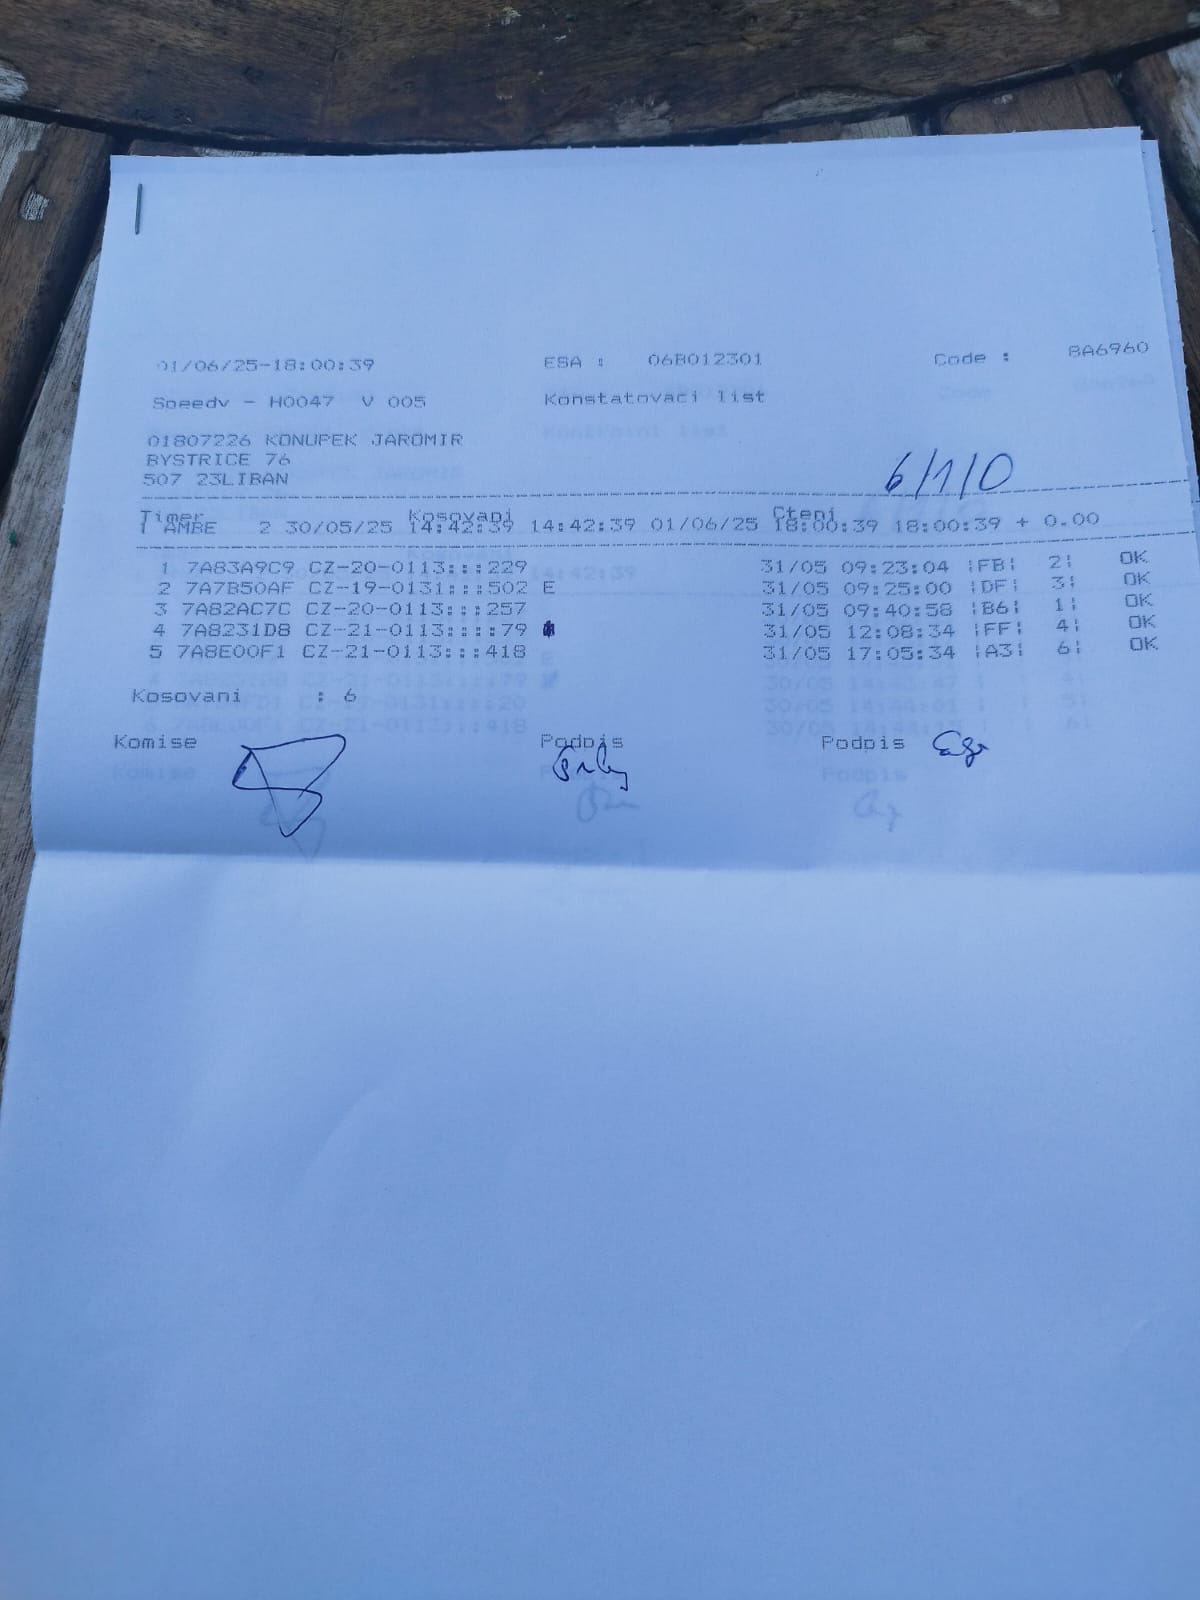 01/06/25-18:00:39 ESA : 06B012301 Code : BA6960
Speedy - H0047 V 005 Konstatovaci list
01807226 KONUPEK JAROMIR
BYSTRICE 76
507 23LIBAN
6/1/0
Timer Kosovani Cteni
1 AMBE 2 30/05/25 14:42:39 14:42:39 01/06/25 18:00:39 18:00:39 + 0.00
1 7A83A9C9 CZ-20-0113:::229 31/05 09:23:04 ¦FB¦ 2¦ OK
2 7A7B50AF CZ-19-0131:::502 E 31/05 09:25:00 ¦DF¦ 3¦ OK
3 7A82AC7C CZ-20-0113:::257 31/05 09:40:58 ¦B6¦ 1¦ OK
4 7A8231D8 CZ-21-0113::::79 31/05 12:08:34 ¦FF¦ 4¦ OK
5 7A8E00F1 CZ-21-0113:::418 31/05 17:05:34 ¦A3¦ 6¦ OK
Kosovani : 6
Komise Podpis Podpis